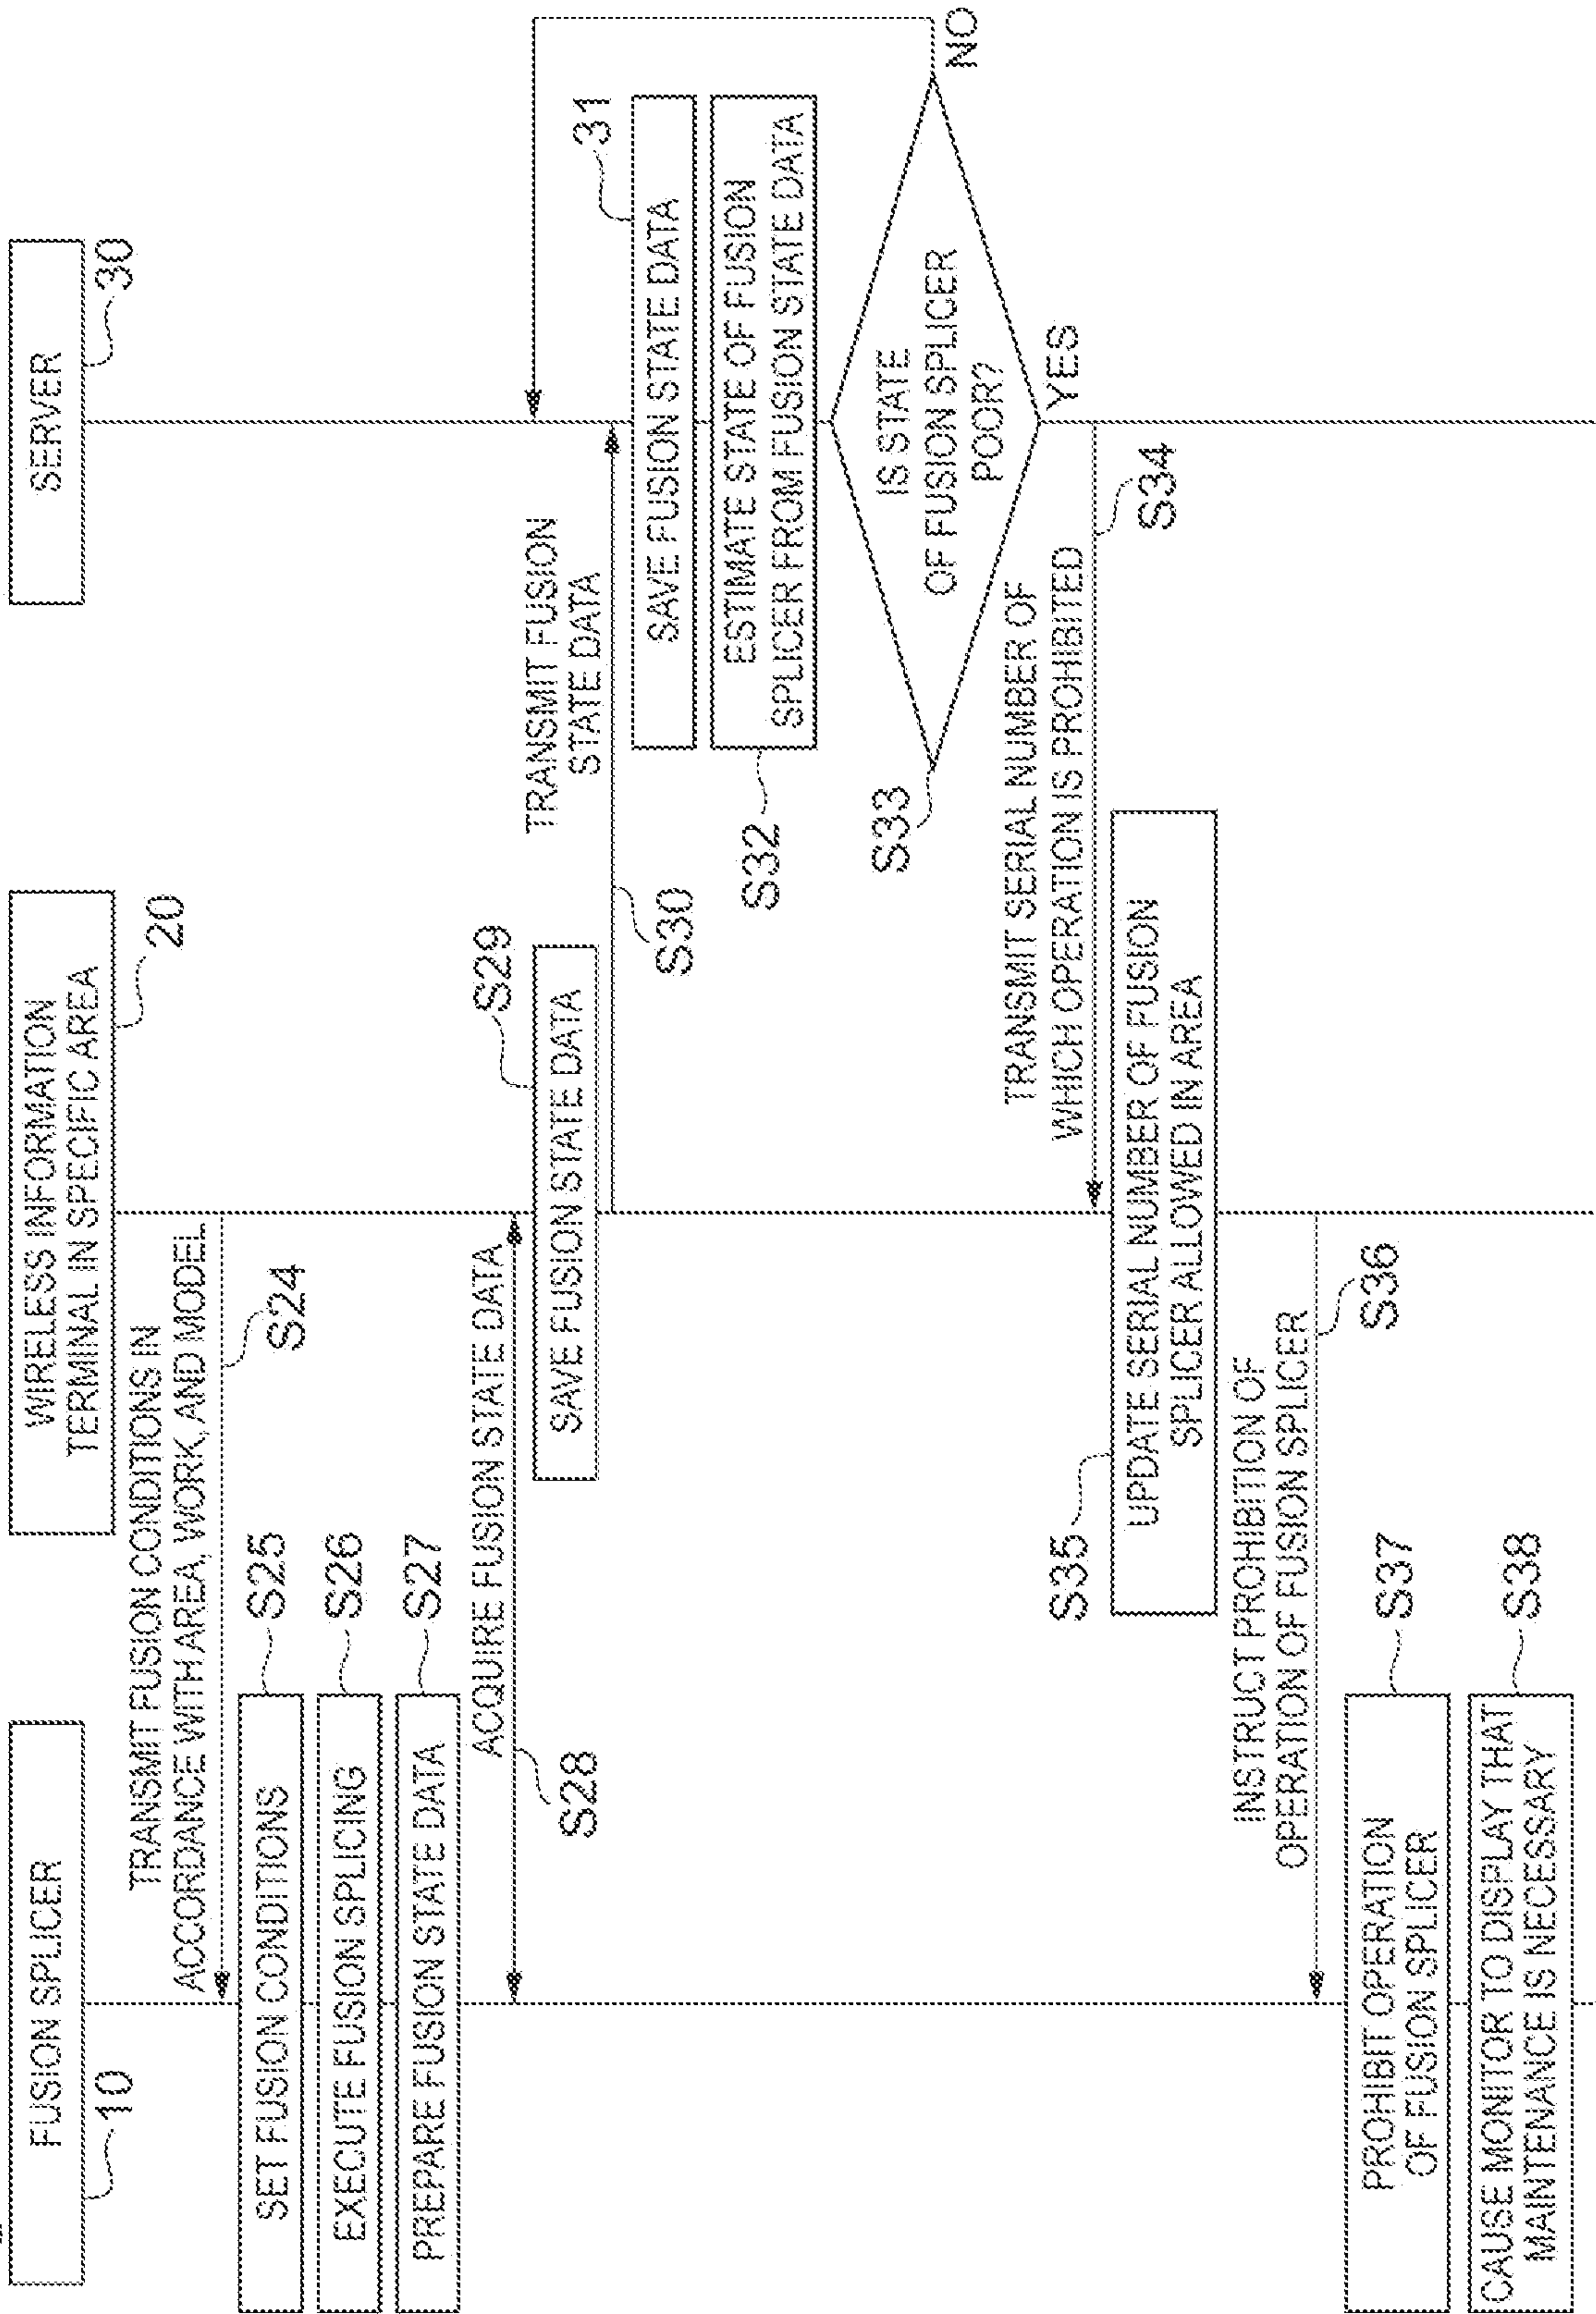 FUSION SPLICER
10
WIRELESS INFORMATION
TERMINAL IN SPECIFIC AREA
20
SERVER
30
TRANSMIT FUSION CONDITIONS IN
ACCORDANCE WITH AREA, WORK, AND MODEL
S24
SET FUSION CONDITIONS
S25
EXECUTE FUSION SPLICING
S26
PREPARE FUSION STATE DATA
S27
ACQUIRE FUSION STATE DATA
S28
SAVE FUSION STATE DATA
S29
TRANSMIT FUSION
STATE DATA
S30
SAVE FUSION STATE DATA
31
ESTIMATE STATE OF FUSION
SPLICER FROM FUSION STATE DATA
S32
IS STATE
OF FUSION SPLICER
POOR?
S33
NO
YES
TRANSMIT SERIAL NUMBER OF
WHICH OPERATION IS PROHIBITED
S34
UPDATE SERIAL NUMBER OF FUSION
SPLICER ALLOWED IN AREA
S35
INSTRUCT PROHIBITION OF
OPERATION OF FUSION SPLICER
S36
PROHIBIT OPERATION
OF FUSION SPLICER
S37
CAUSE MONITOR TO DISPLAY THAT
MAINTENANCE IS NECESSARY
S38